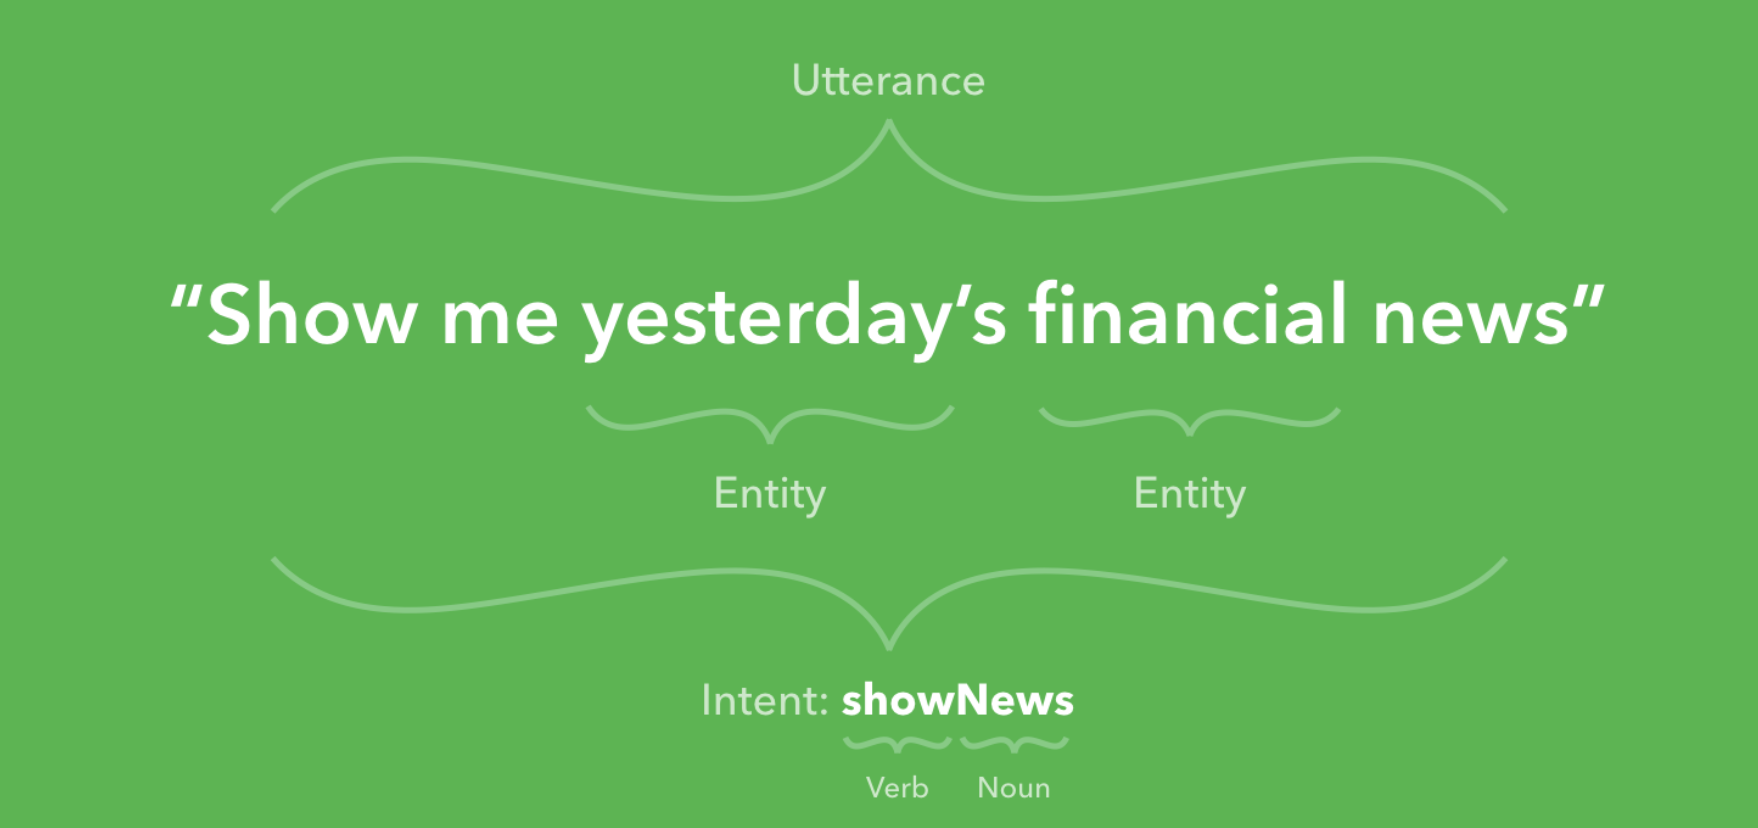 Utterance
“Show me yesterday’s financial news”
Entity Entity
Intent: showNews
Verb Noun